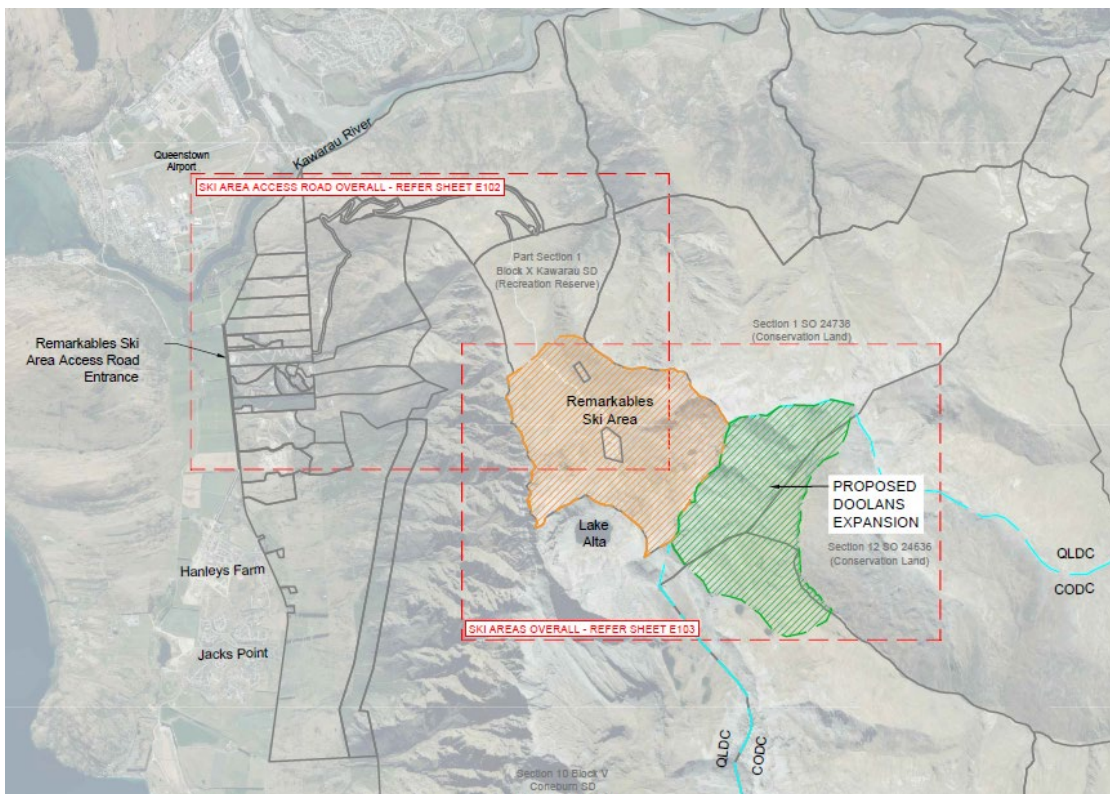 Kawarau River
Queenstown
Airport
SKI AREA ACCESS ROAD OVERALL - REFER SHEET E102
Part Section 1
Block X Kawarau SD
(Recreation Reserve)
Section 1 SO 24738
(Conservation Land)
Remarkables Ski
Area Access Road
Entrance
Remarkables
Ski Area
PROPOSED
DOOLANS
EXPANSION
Lake
Alta
Section 12 SO 24636
(Conservation Land)
QLDC
CODC
Hanleys Farm
SKI AREAS OVERALL - REFER SHEET E103
Jacks Point
QLDC
CODC
Section 10 Block V
Coneburn SD